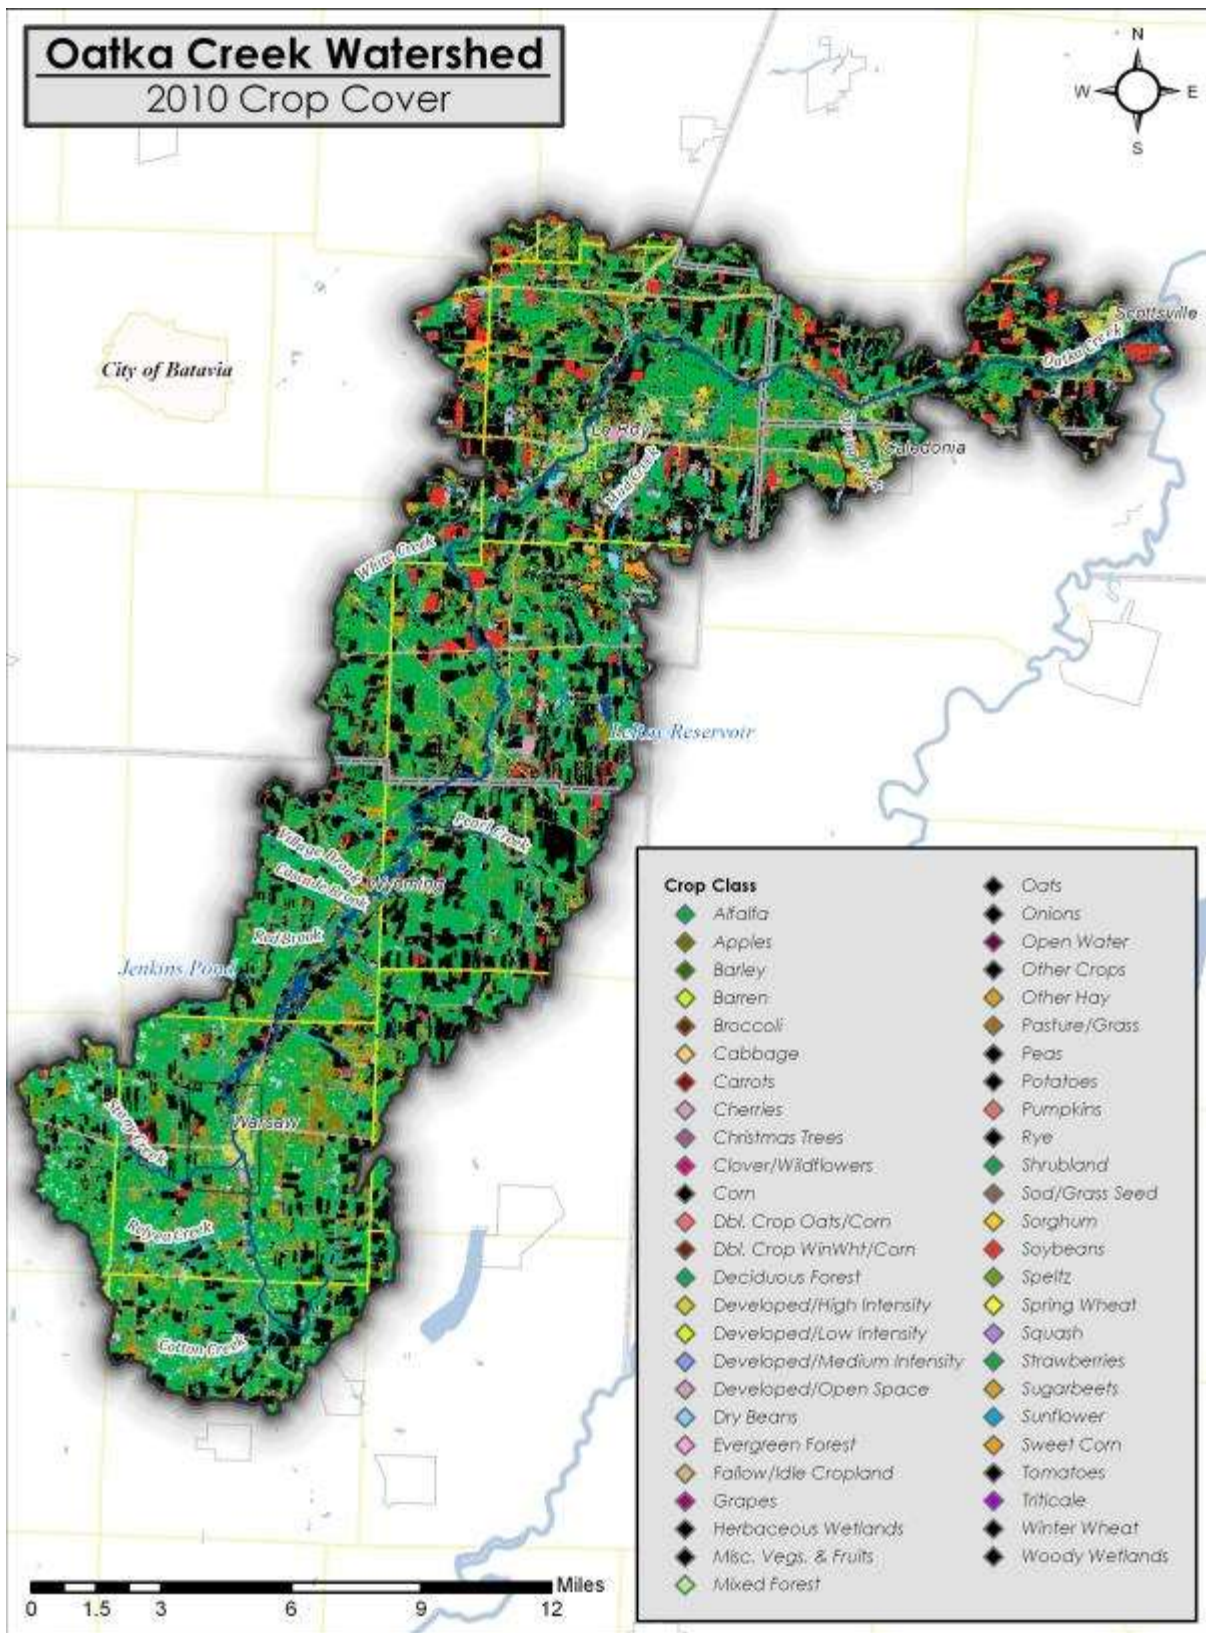 Oatka Creek Watershed
2010 Crop Cover
N
W E
S
Scottsville
Oatka Creek
City of Batavia
Le Roy
Caledonia
Mud Creek
White Creek
LeRoy Reservoir
Pearl Creek
Village Brook
Cascade Brook
Wyoming
Red Brook
Jenkins Pond
Warsaw
Stony Creek
Relyea Creek
Cotton Creek
Crop Class
Alfalfa
Apples
Barley
Barren
Broccoli
Cabbage
Carrots
Cherries
Christmas Trees
Clover/Wildflowers
Corn
Dbl. Crop Oats/Corn
Dbl. Crop WinWht/Corn
Deciduous Forest
Developed/High Intensity
Developed/Low Intensity
Developed/Medium Intensity
Developed/Open Space
Dry Beans
Evergreen Forest
Fallow/Idle Cropland
Grapes
Herbaceous Wetlands
Misc. Vegs. & Fruits
Mixed Forest
Oats
Onions
Open Water
Other Crops
Other Hay
Pasture/Grass
Peas
Potatoes
Pumpkins
Rye
Shrubland
Sod/Grass Seed
Sorghum
Soybeans
Speltz
Spring Wheat
Squash
Strawberries
Sugarbeets
Sunflower
Sweet Corn
Tomatoes
Triticale
Winter Wheat
Woody Wetlands
Miles
0 1.5 3 6 9 12